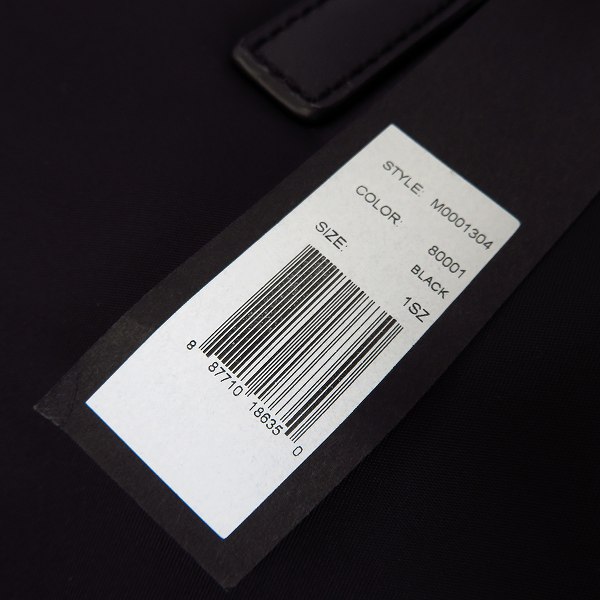 STYLE: M0001304
COLOR: 80001
BLACK
SIZE: 1SZ
8 87710 18635 0